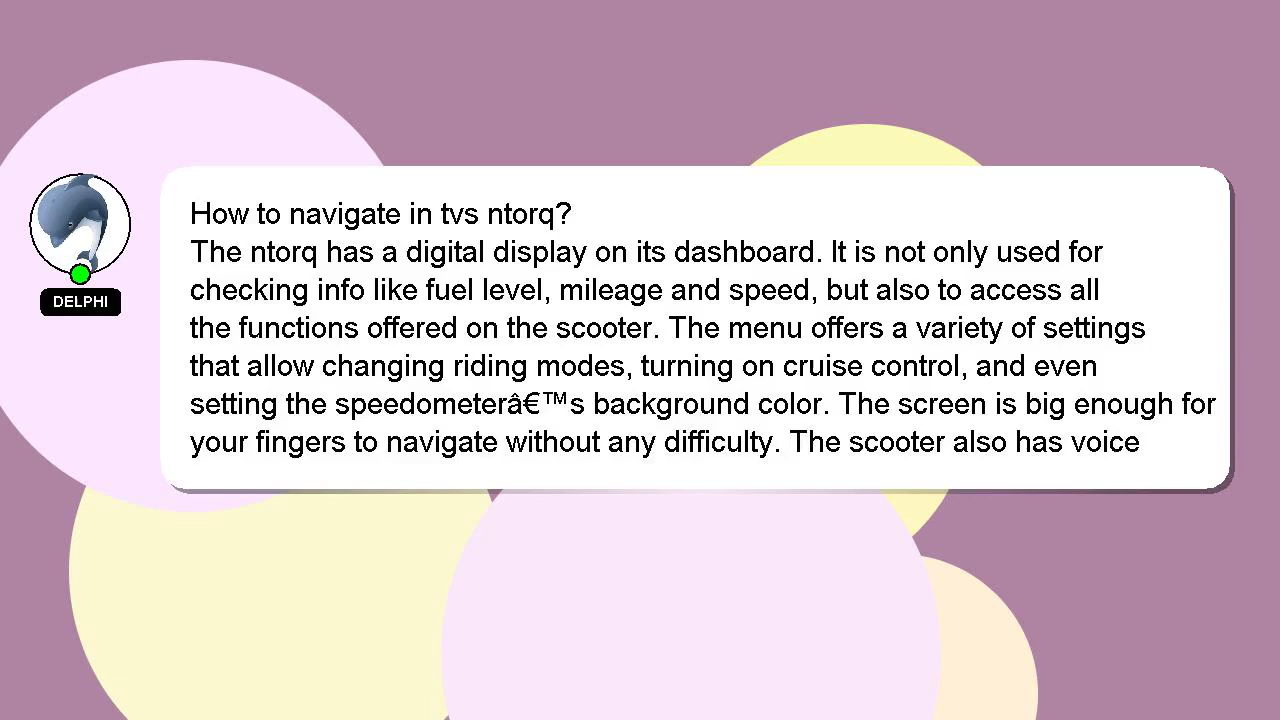 How to navigate in tvs ntorq?
The ntorq has a digital display on its dashboard. It is not only used for
checking info like fuel level, mileage and speed, but also to access all
the functions offered on the scooter. The menu offers a variety of settings
that allow changing riding modes, turning on cruise control, and even
setting the speedometerâ€™s background color. The screen is big enough for
your fingers to navigate without any difficulty. The scooter also has voice
DELPHI